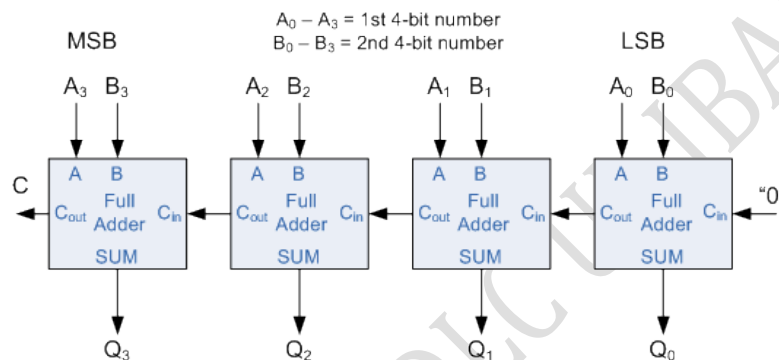 A₀ – A₃ = 1st 4-bit number
MSB B₀ – B₃ = 2nd 4-bit number LSB
A₃ B₃ A₂ B₂ A₁ B₁ A₀ B₀
C "0
A B A B A B A B
Full Full Full Full
Cout Adder Cin Cout Adder Cin Cout Adder Cin Cout Adder Cin
SUM SUM SUM SUM
Q₃ Q₂ Q₁ Q₀